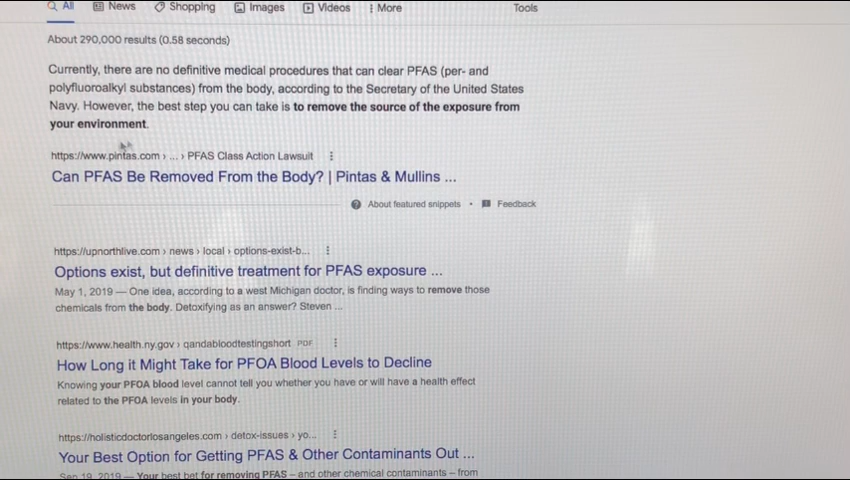 All News Shopping Images Videos More Tools
About 290,000 results (0.58 seconds)
Currently, there are no definitive medical procedures that can clear PFAS (per- and
polyfluoroalkyl substances) from the body, according to the Secretary of the United States
Navy. However, the best step you can take is to remove the source of the exposure from
your environment.
https://www.pintas.com › ... › PFAS Class Action Lawsuit
Can PFAS Be Removed From the Body? | Pintas & Mullins ...
About featured snippets • Feedback
https://upnorthlive.com › news › local › options-exist-b...
Options exist, but definitive treatment for PFAS exposure ...
May 1, 2019 — One idea, according to a west Michigan doctor, is finding ways to remove those
chemicals from the body. Detoxifying as an answer? Steven ...
https://www.health.ny.gov › qandabloodtestingshort PDF
How Long it Might Take for PFOA Blood Levels to Decline
Knowing your PFOA blood level cannot tell you whether you have or will have a health effect
related to the PFOA levels in your body.
https://holisticdoctorlosangeles.com › detox-issues › yo...
Your Best Option for Getting PFAS & Other Contaminants Out ...
Sep 19, 2019 — Your best bet for removing PFAS – and other chemical contaminants – from